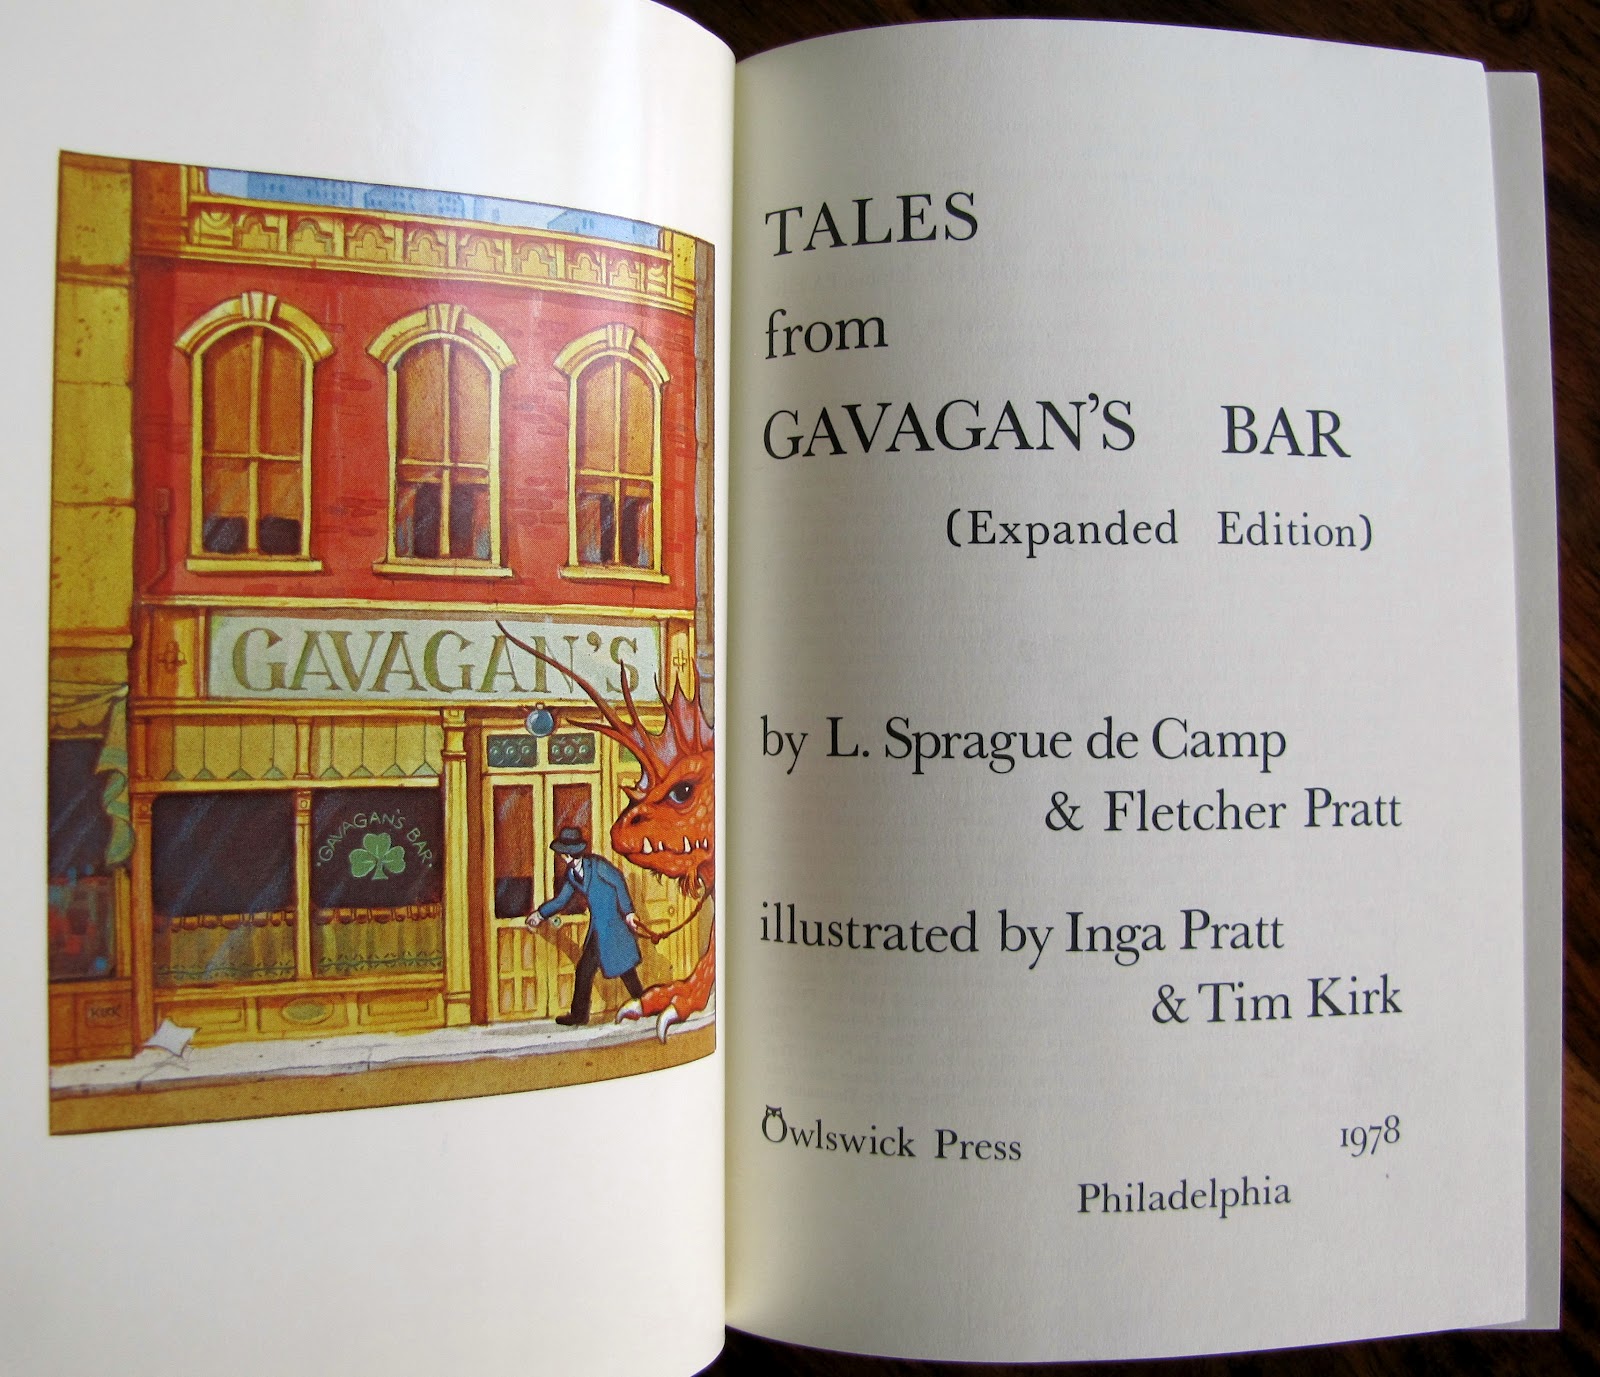 GAVAGAN'S
GAVAGAN'S BAR
KIRK
TALES
from
GAVAGAN'S BAR
(Expanded Edition)
by L. Sprague de Camp
& Fletcher Pratt
illustrated by Inga Pratt
& Tim Kirk
Owlswick Press 1978
Philadelphia